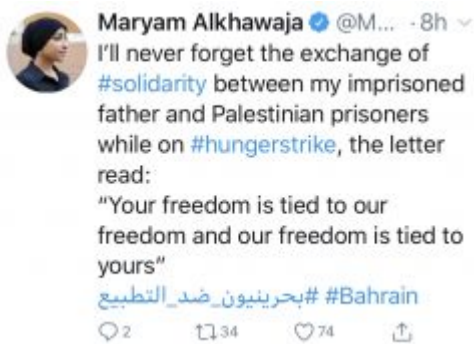 Maryam Alkhawaja @M... · 8h
I'll never forget the exchange of
#solidarity between my imprisoned
father and Palestinian prisoners
while on #hungerstrike, the letter
read:
“Your freedom is tied to our
freedom and our freedom is tied to
yours”
#بحرينيون_ضد_التطبيع #Bahrain
2 34 74